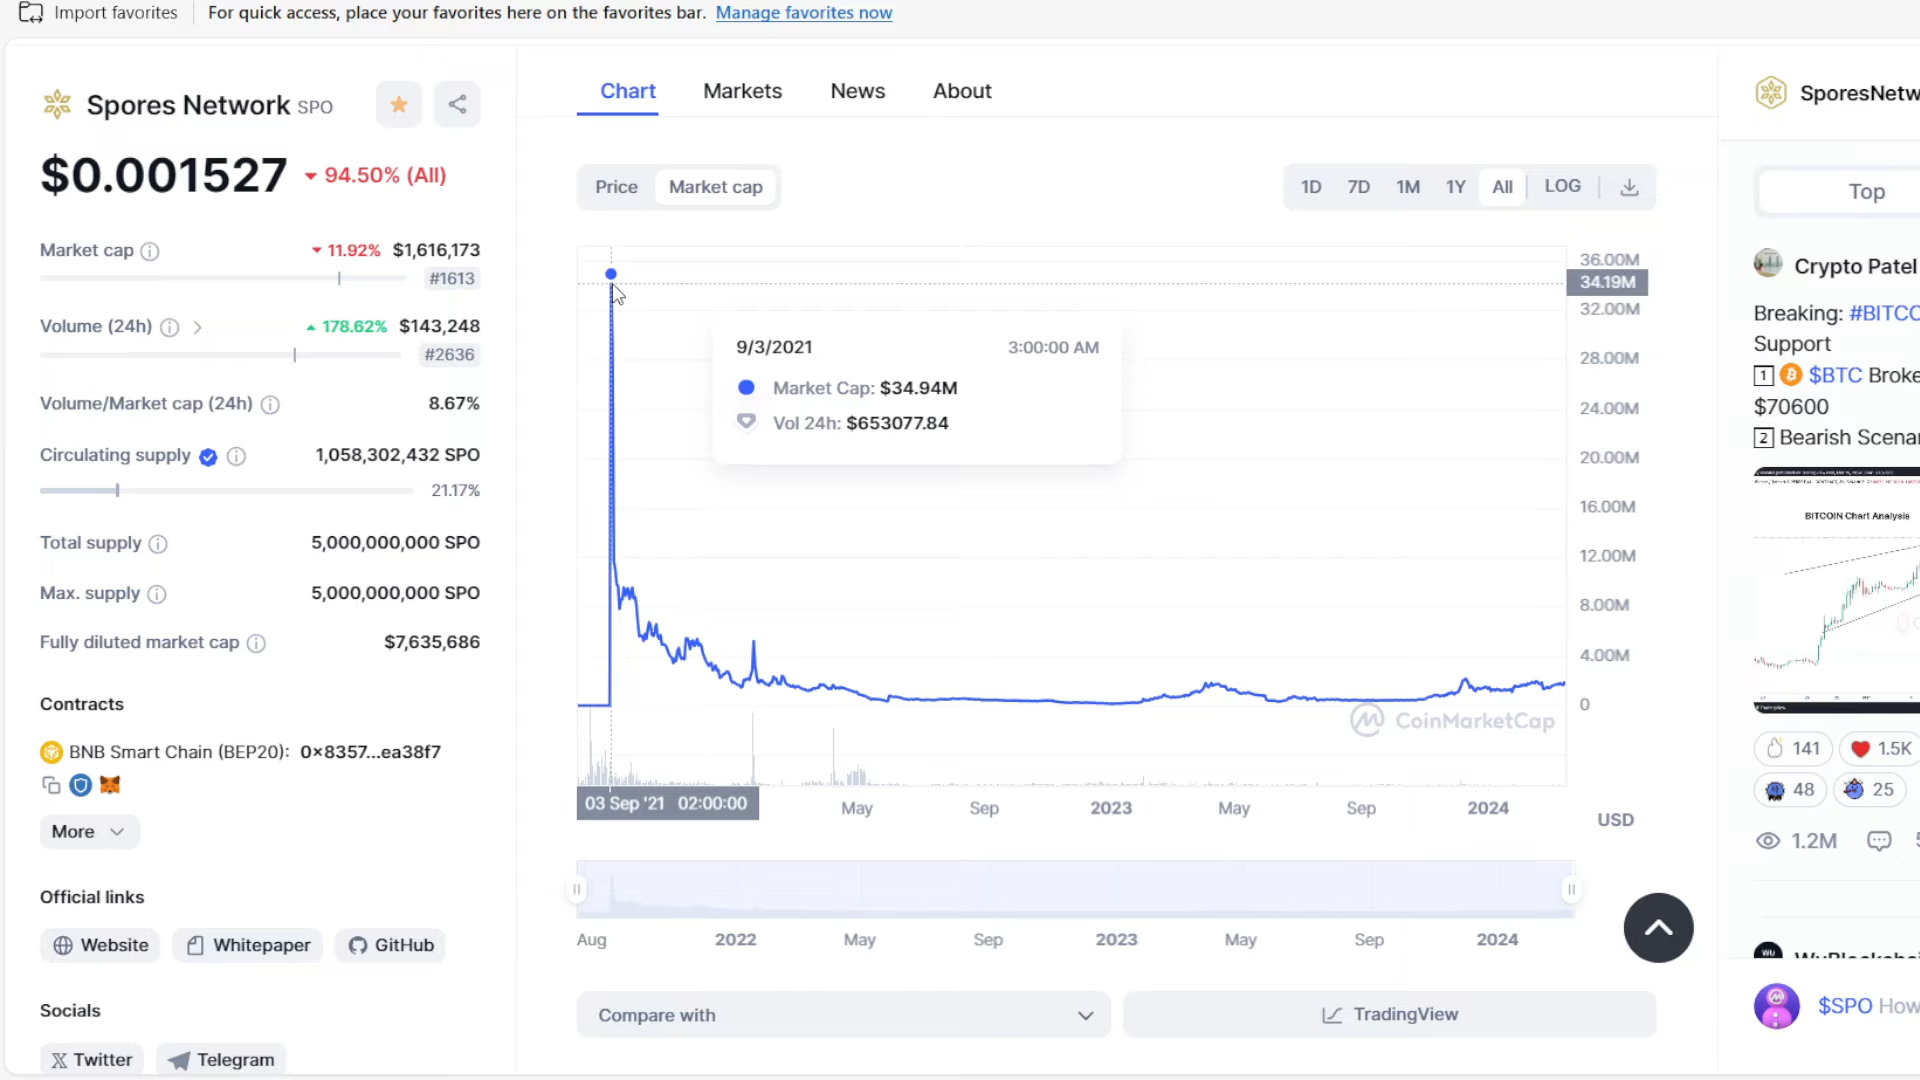 Import favorites
For quick access, place your favorites here on the favorites bar. Manage favorites now
Spores Network SPO
$0.001527 94.50% (All)
Market cap 11.92% $1,616,173
#1613
Volume (24h) 178.62% $143,248
#2636
Volume/Market cap (24h) 8.67%
Circulating supply 1,058,302,432 SPO
21.17%
Total supply 5,000,000,000 SPO
Max. supply 5,000,000,000 SPO
Fully diluted market cap $7,635,686
Contracts
BNB Smart Chain (BEP20): 0×8357...ea38f7
More
Official links
Website Whitepaper GitHub
Socials
Twitter Telegram
Chart Markets News About
Price Market cap
1D 7D 1M 1Y All LOG
36.00M
34.19M
32.00M
28.00M
24.00M
20.00M
16.00M
12.00M
8.00M
4.00M
0
9/3/2021 3:00:00 AM
Market Cap: $34.94M
Vol 24h: $653077.84
CoinMarketCap
03 Sep '21 02:00:00 May Sep 2023 May Sep 2024
USD
Aug 2022 May Sep 2023 May Sep 2024
Compare with
TradingView
SporesNetw
Top
Crypto Patel
Breaking: #BITCO
Support
1 $BTC Broke
$70600
2 Bearish Scenar
BITCOIN Chart Analysis
141 1.5K
48 25
1.2M
$SPO How